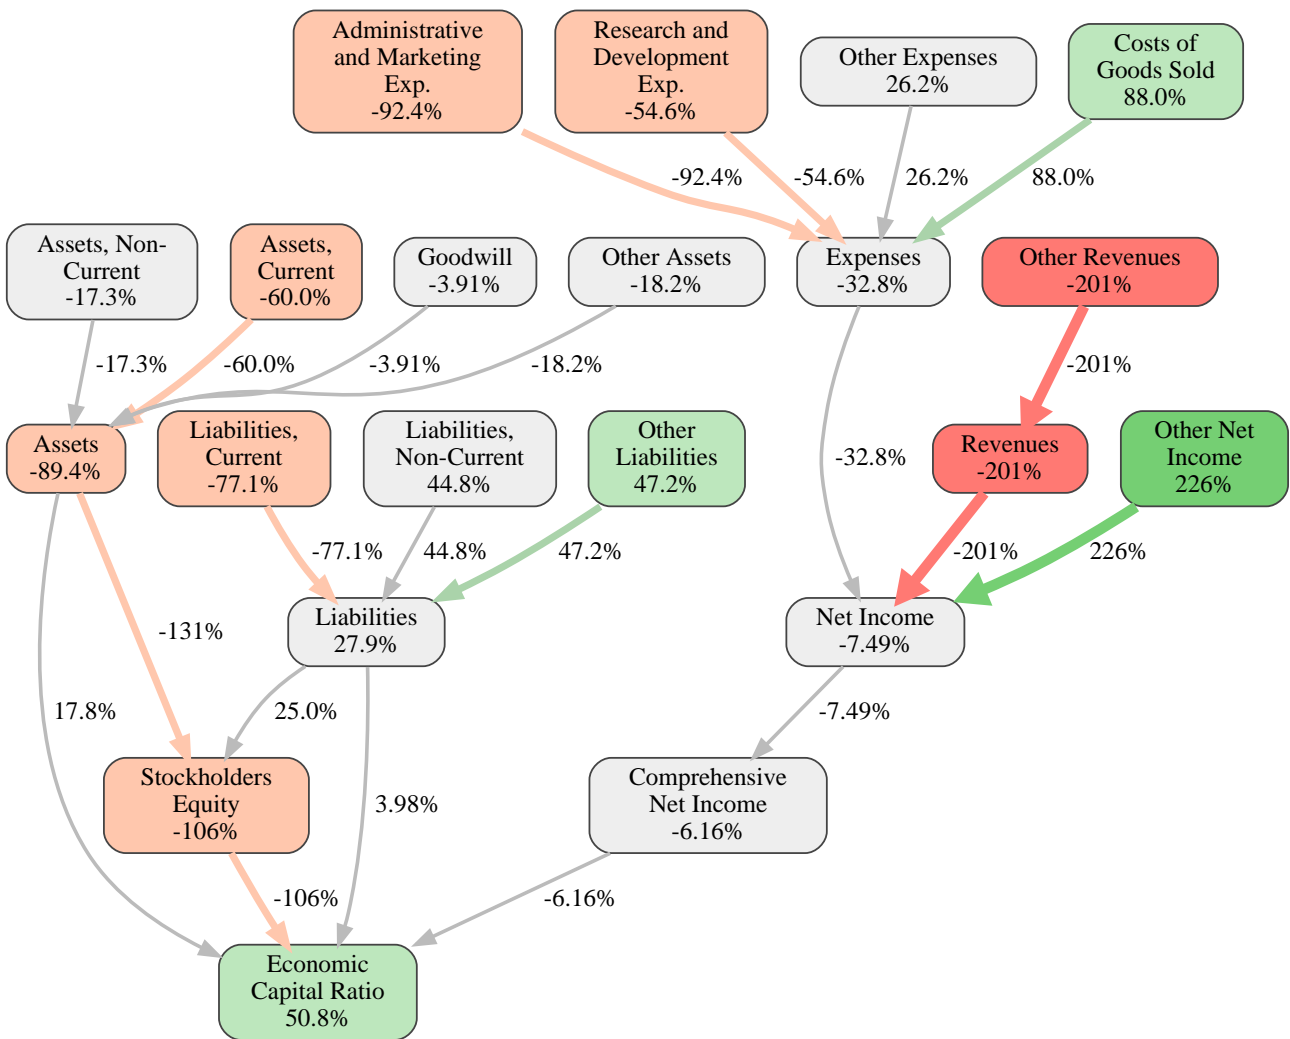 Administrative
and Marketing
Exp.
-92.4%
Research and
Development
Exp.
-54.6%
Other Expenses
26.2%
Costs of
Goods Sold
88.0%
-92.4%
-54.6%
26.2%
88.0%
Assets, Non-
Current
-17.3%
Assets,
Current
-60.0%
Goodwill
-3.91%
Other Assets
-18.2%
Expenses
-32.8%
Other Revenues
-201%
-17.3%
-60.0%
-3.91%
-18.2%
-201%
Assets
-89.4%
Liabilities,
Current
-77.1%
Liabilities,
Non-Current
44.8%
Other
Liabilities
47.2%
-32.8%
Revenues
-201%
Other Net
Income
226%
-77.1%
44.8%
47.2%
-201%
226%
-131%
Liabilities
27.9%
Net Income
-7.49%
17.8%
25.0%
-7.49%
Stockholders
Equity
-106%
3.98%
Comprehensive
Net Income
-6.16%
-106%
-6.16%
Economic
Capital Ratio
50.8%